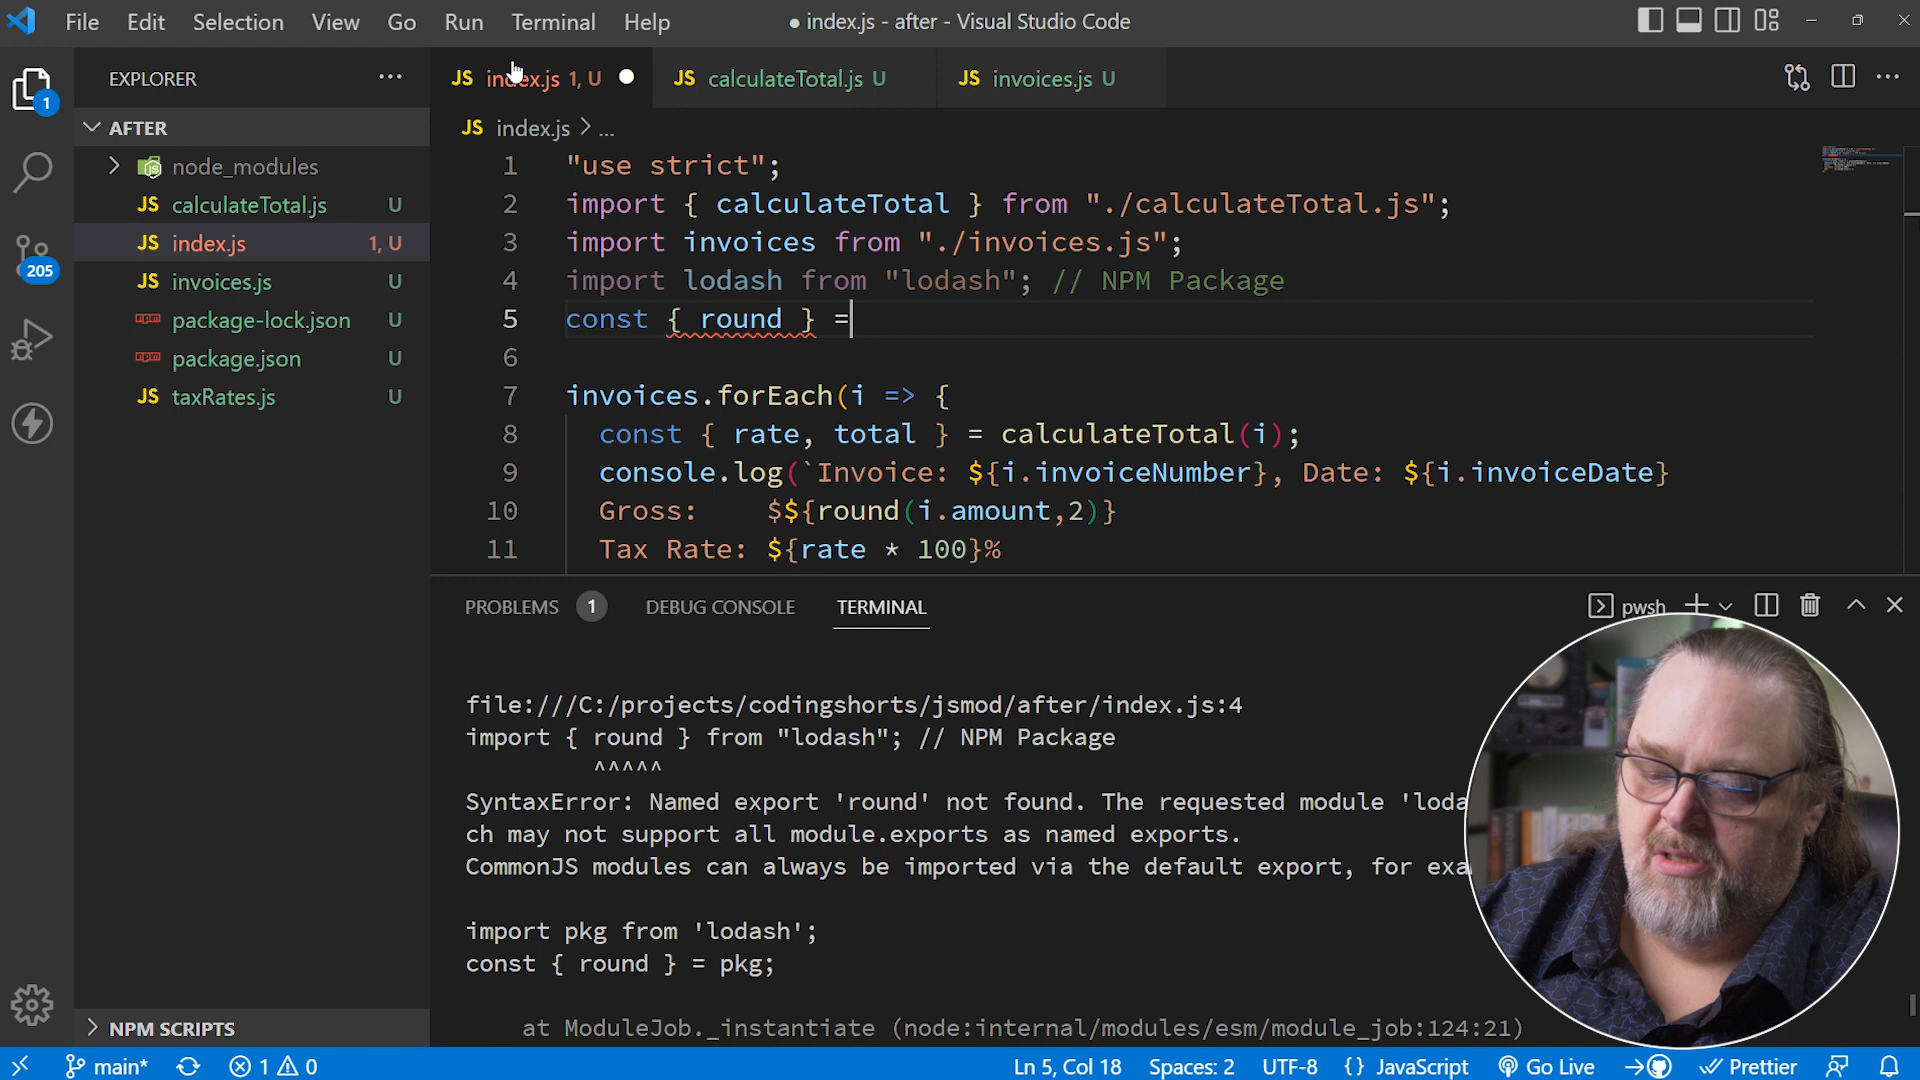 File Edit Selection View Go Run Terminal Help
● index.js - after - Visual Studio Code
EXPLORER ...
JS index.js 1, U
JS calculateTotal.js U
JS invoices.js U
1
AFTER
node_modules
JS calculateTotal.js U
JS index.js 1, U
JS invoices.js U
package-lock.json U
package.json U
JS taxRates.js U
205
NPM SCRIPTS
JS index.js > ...
1 "use strict";
2 import { calculateTotal } from "./calculateTotal.js";
3 import invoices from "./invoices.js";
4 import lodash from "lodash"; // NPM Package
5 const { round } =
6
7 invoices.forEach(i => {
8 const { rate, total } = calculateTotal(i);
9 console.log(`Invoice: ${i.invoiceNumber}, Date: ${i.invoiceDate}
10 Gross: $${round(i.amount,2)}
11 Tax Rate: ${rate * 100}%
PROBLEMS 1 DEBUG CONSOLE TERMINAL
pwsh
file:///C:/projects/codingshorts/jsmod/after/index.js:4
import { round } from "lodash"; // NPM Package
^^^^^
SyntaxError: Named export 'round' not found. The requested module 'loda
ch may not support all module.exports as named exports.
CommonJS modules can always be imported via the default export, for exa
import pkg from 'lodash';
const { round } = pkg;
at ModuleJob._instantiate (node:internal/modules/esm/module_job:124:21)
main* 1 0 Ln 5, Col 18 Spaces: 2 UTF-8 {} JavaScript Go Live Prettier